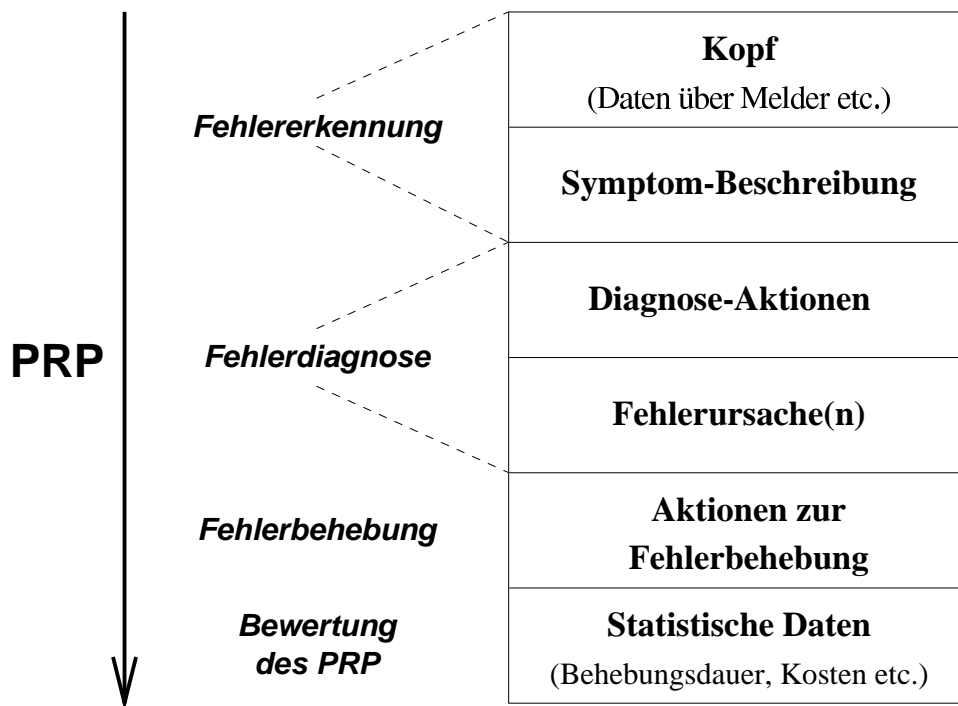 Kopf
(Daten über Melder etc.)
Fehlererkennung
Symptom-Beschreibung
Diagnose-Aktionen
PRP
Fehlerdiagnose
Fehlerursache(n)
Fehlerbehebung
Aktionen zur
Fehlerbehebung
Bewertung
des PRP
Statistische Daten
(Behebungsdauer, Kosten etc.)